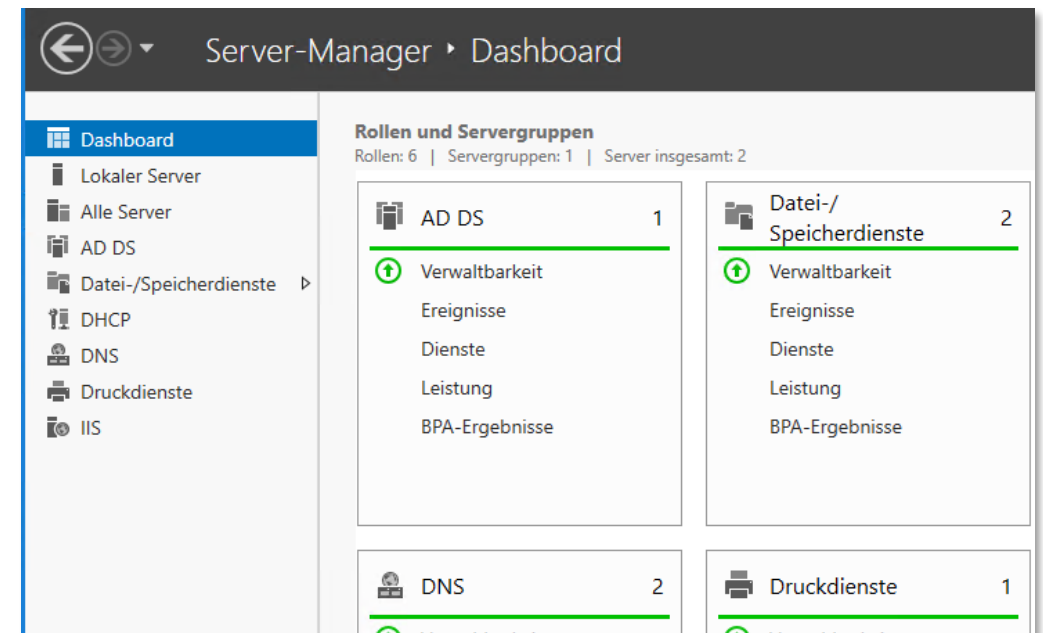 Server-Manager ‣ Dashboard
Dashboard
Lokaler Server
Alle Server
AD DS
Datei-/Speicherdienste
DHCP
DNS
Druckdienste
IIS
Rollen und Servergruppen
Rollen: 6 | Servergruppen: 1 | Server insgesamt: 2
AD DS 1
Verwaltbarkeit
Ereignisse
Dienste
Leistung
BPA-Ergebnisse
Datei-/
Speicherdienste 2
Verwaltbarkeit
Ereignisse
Dienste
Leistung
BPA-Ergebnisse
DNS 2
Druckdienste 1